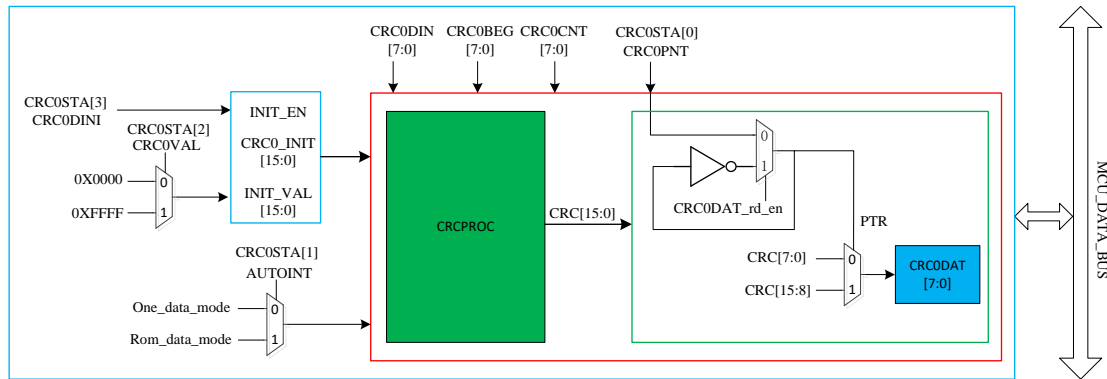 CRC0DIN
[7:0]
CRC0BEG
[7:0]
CRC0CNT
[7:0]
CRC0STA[0]
CRC0PNT
CRC0STA[3]
CRC0DINI
CRC0STA[2]
CRC0VAL
0X0000
0XFFFF
0
1
INIT_EN
CRC0_INIT
[15:0]
INIT_VAL
[15:0]
CRC0STA[1]
AUTOINT
One_data_mode
Rom_data_mode
0
1
CRCPROC
CRC[15:0]
0
1
CRC0DAT_rd_en
PTR
CRC[7:0]
CRC[15:8]
0
1
CRC0DAT
[7:0]
MCU_DATA_BUS